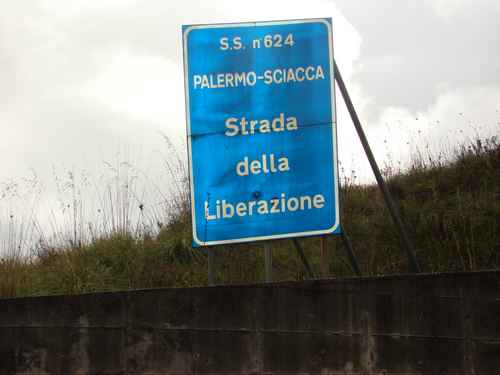 S.S. n°624
PALERMO-SCIACCA
Strada
della
Liberazione